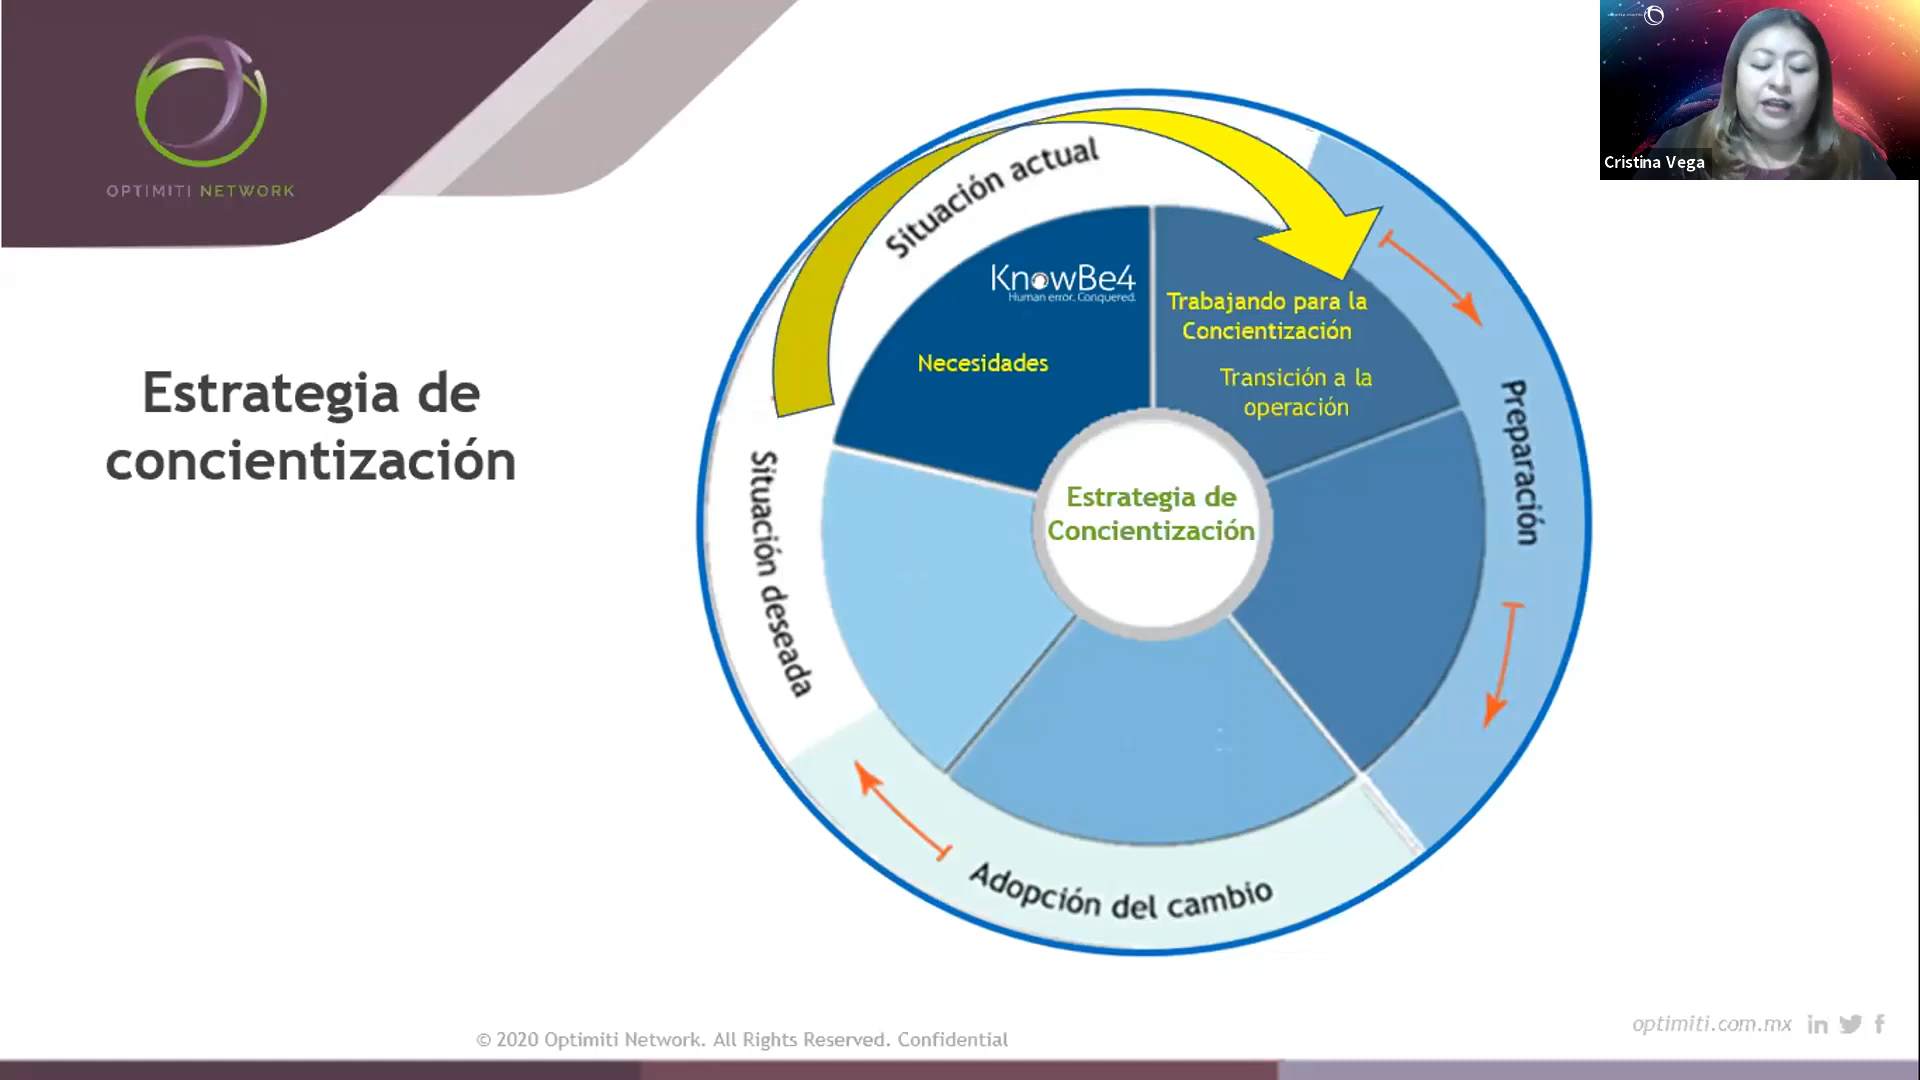 OPTIMITI NETWORK
Cristina Vega
Estrategia de
concientización
Situación actual
KnowBe4
Human error. Conquered.
Necesidades
Trabajando para la
Concientización
Transición a la
operación
Preparación
Estrategia de
Concientización
Situación deseada
Adopción del cambio
optimiti.com.mx
© 2020 Optimiti Network. All Rights Reserved. Confidential